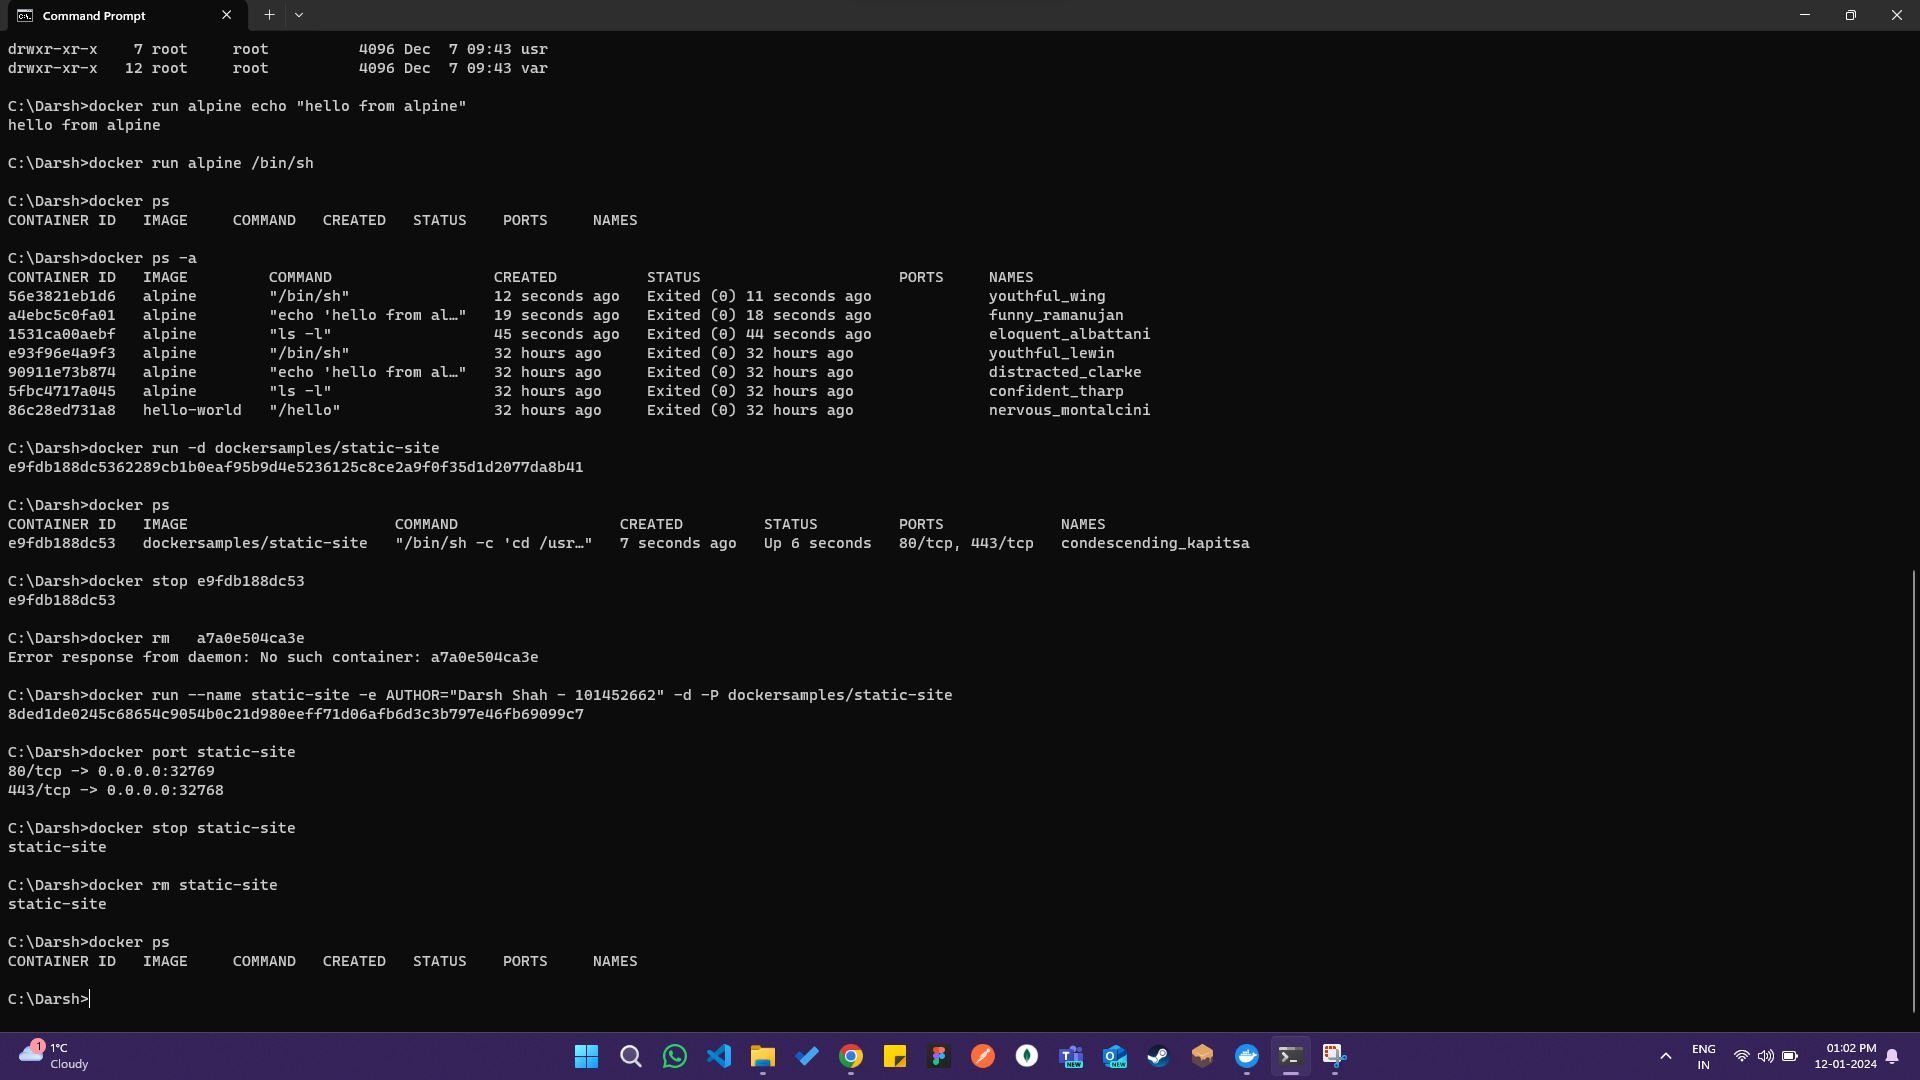 Command Prompt
drwxr-xr-x    7 root     root          4096 Dec  7 09:43 usr
drwxr-xr-x   12 root     root          4096 Dec  7 09:43 var
C:\Darsh>docker run alpine echo "hello from alpine"
hello from alpine
C:\Darsh>docker run alpine /bin/sh
C:\Darsh>docker ps
CONTAINER ID   IMAGE     COMMAND   CREATED   STATUS    PORTS     NAMES
C:\Darsh>docker ps -a
CONTAINER ID   IMAGE         COMMAND                  CREATED          STATUS                      PORTS     NAMES
56e3821eb1d6   alpine        "/bin/sh"                12 seconds ago   Exited (0) 11 seconds ago             youthful_wing
a4ebc5c0fa01   alpine        "echo 'hello from al…"   19 seconds ago   Exited (0) 18 seconds ago             funny_ramanujan
1531ca00aebf   alpine        "ls -l"                  45 seconds ago   Exited (0) 44 seconds ago             eloquent_albattani
e93f96e4a9f3   alpine        "/bin/sh"                32 hours ago     Exited (0) 32 hours ago               youthful_lewin
90911e73b874   alpine        "echo 'hello from al…"   32 hours ago     Exited (0) 32 hours ago               distracted_clarke
5fbc4717a045   alpine        "ls -l"                  32 hours ago     Exited (0) 32 hours ago               confident_tharp
86c28ed731a8   hello-world   "/hello"                 32 hours ago     Exited (0) 32 hours ago               nervous_montalcini
C:\Darsh>docker run -d dockersamples/static-site
e9fdb188dc5362289cb1b0eaf95b9d4e5236125c8ce2a9f0f35d1d2077da8b41
C:\Darsh>docker ps
CONTAINER ID   IMAGE                       COMMAND                  CREATED         STATUS         PORTS             NAMES
e9fdb188dc53   dockersamples/static-site   "/bin/sh -c 'cd /usr…"   7 seconds ago   Up 6 seconds   80/tcp, 443/tcp   condescending_kapitsa
C:\Darsh>docker stop e9fdb188dc53
e9fdb188dc53
C:\Darsh>docker rm   a7a0e504ca3e
Error response from daemon: No such container: a7a0e504ca3e
C:\Darsh>docker run --name static-site -e AUTHOR="Darsh Shah - 101452662" -d -P dockersamples/static-site
8ded1de0245c68654c9054b0c21d980eeff71d06afb6d3c3b797e46fb69099c7
C:\Darsh>docker port static-site
80/tcp -> 0.0.0.0:32769
443/tcp -> 0.0.0.0:32768
C:\Darsh>docker stop static-site
static-site
C:\Darsh>docker rm static-site
static-site
C:\Darsh>docker ps
CONTAINER ID   IMAGE     COMMAND   CREATED   STATUS    PORTS     NAMES
C:\Darsh>
1
1°C
Cloudy
NEW
NEW
ENG
IN
01:02 PM
12-01-2024